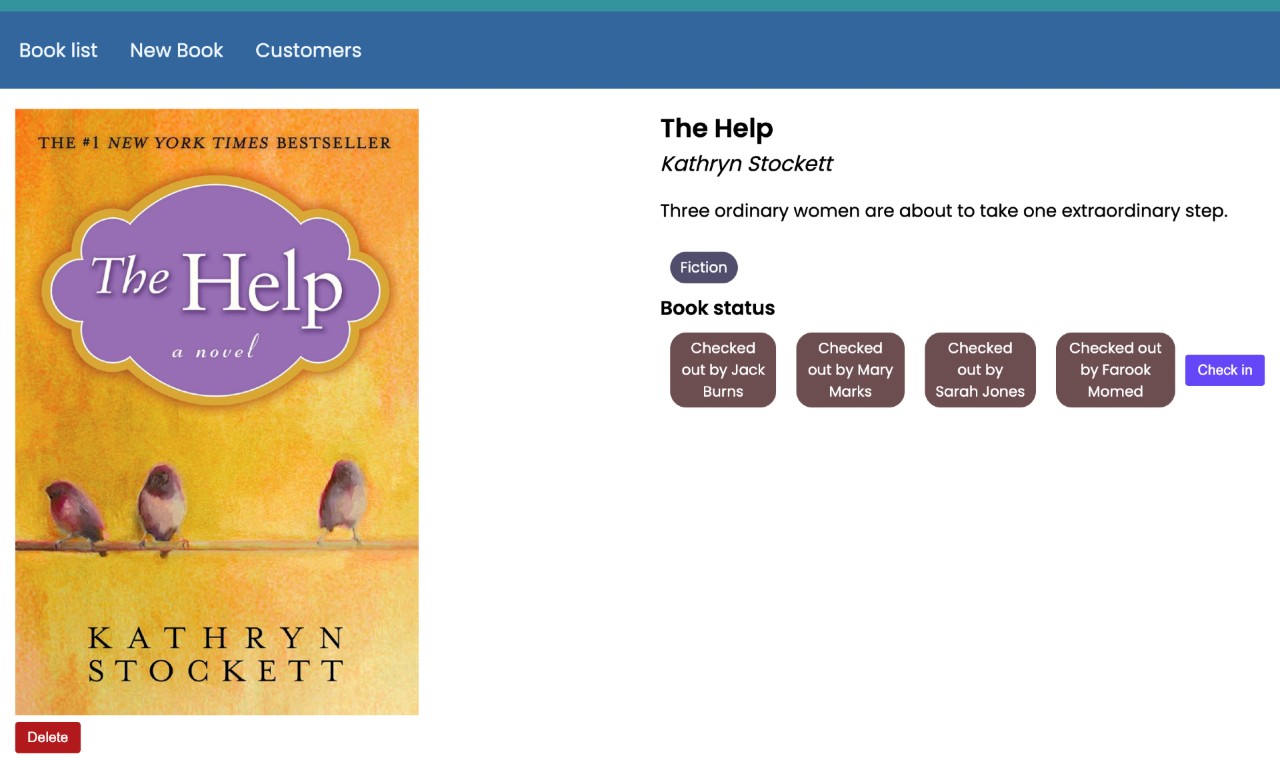 Book list New Book Customers
THE #1 NEW YORK TIMES BESTSELLER
The Help
a novel
KATHRYN
STOCKETT
Delete
The Help
Kathryn Stockett
Three ordinary women are about to take one extraordinary step.
Fiction
Book status
Checked
out by Jack
Burns
Checked
out by Mary
Marks
Checked
out by
Sarah Jones
Checked out
by Farook
Momed
Check in